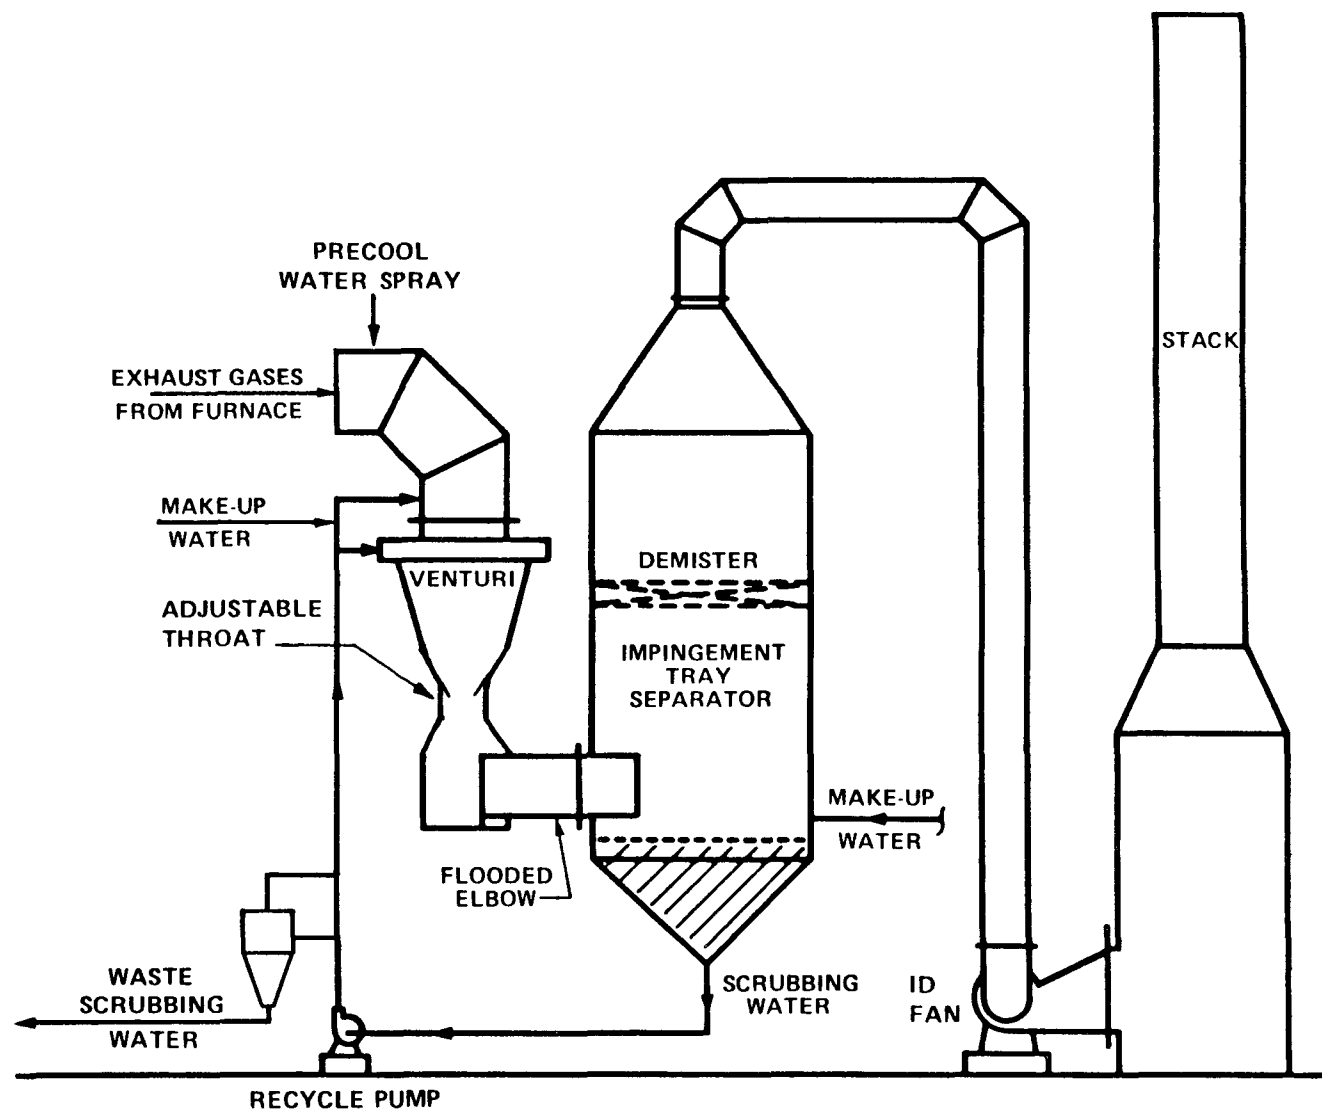 PRECOOL
WATER SPRAY
EXHAUST GASES
FROM FURNACE
STACK
MAKE-UP
WATER
VENTURI
DEMISTER
ADJUSTABLE
THROAT
IMPINGEMENT
TRAY
SEPARATOR
MAKE-UP
WATER
FLOODED
ELBOW
WASTE
SCRUBBING
WATER
SCRUBBING
WATER
ID
FAN
RECYCLE PUMP